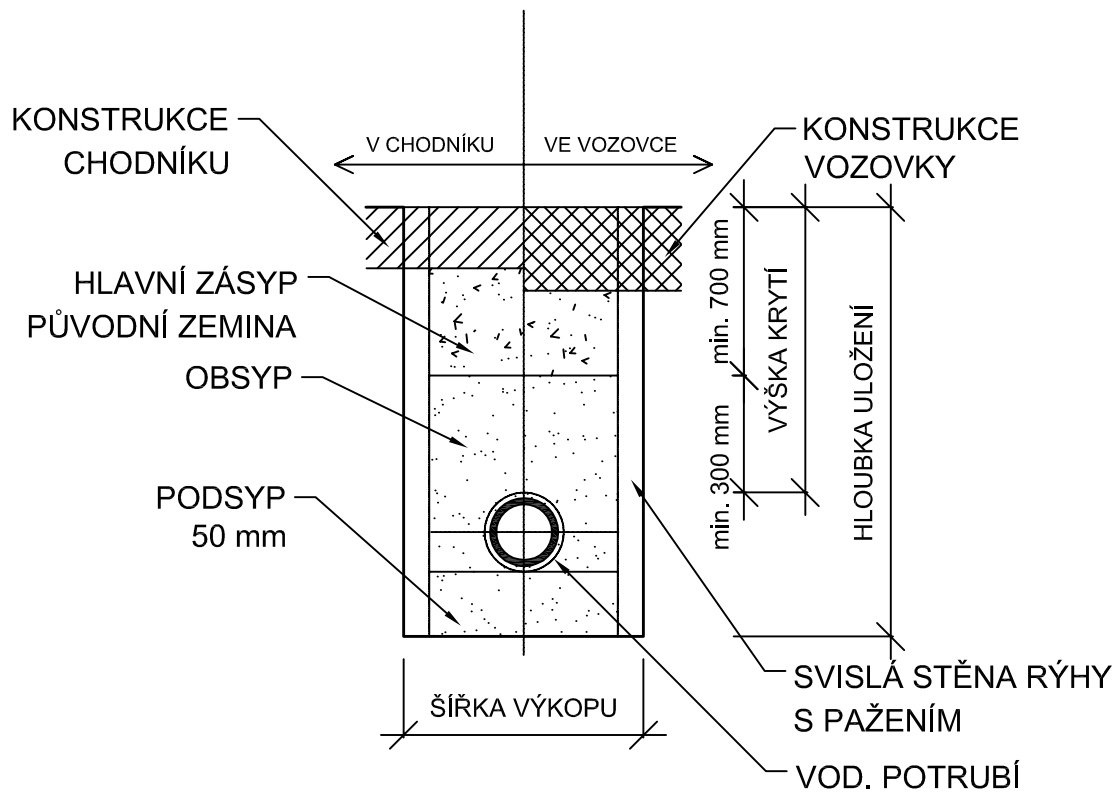 KONSTRUKCE
CHODNÍKU
V CHODNÍKU
VE VOZOVCE
KONSTRUKCE
VOZOVKY
HLAVNÍ ZÁSYP
PŮVODNÍ ZEMINA
OBSYP
PODSYP
50 mm
min. 700 mm
min. 300 mm
VÝŠKA KRYTÍ
HLOUBKA ULOŽENÍ
SVISLÁ STĚNA RÝHY
S PAŽENÍM
ŠÍŘKA VÝKOPU
VOD. POTRUBÍ